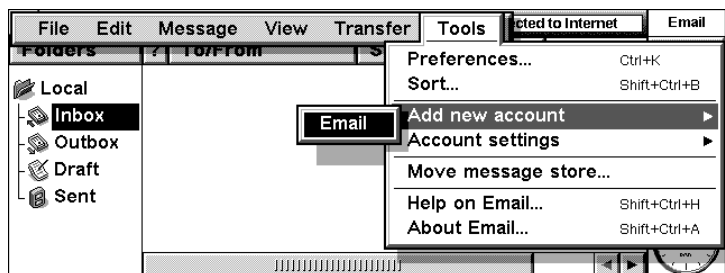 File Edit Message View Transfer Tools cted to Internet Email
Folders ? To/From S
Preferences... Ctrl+K
Local
Sort... Shift+Ctrl+B
Inbox Email Add new account
Outbox Account settings
Draft Move message store...
Sent Help on Email... Shift+Ctrl+H
About Email... Shift+Ctrl+A